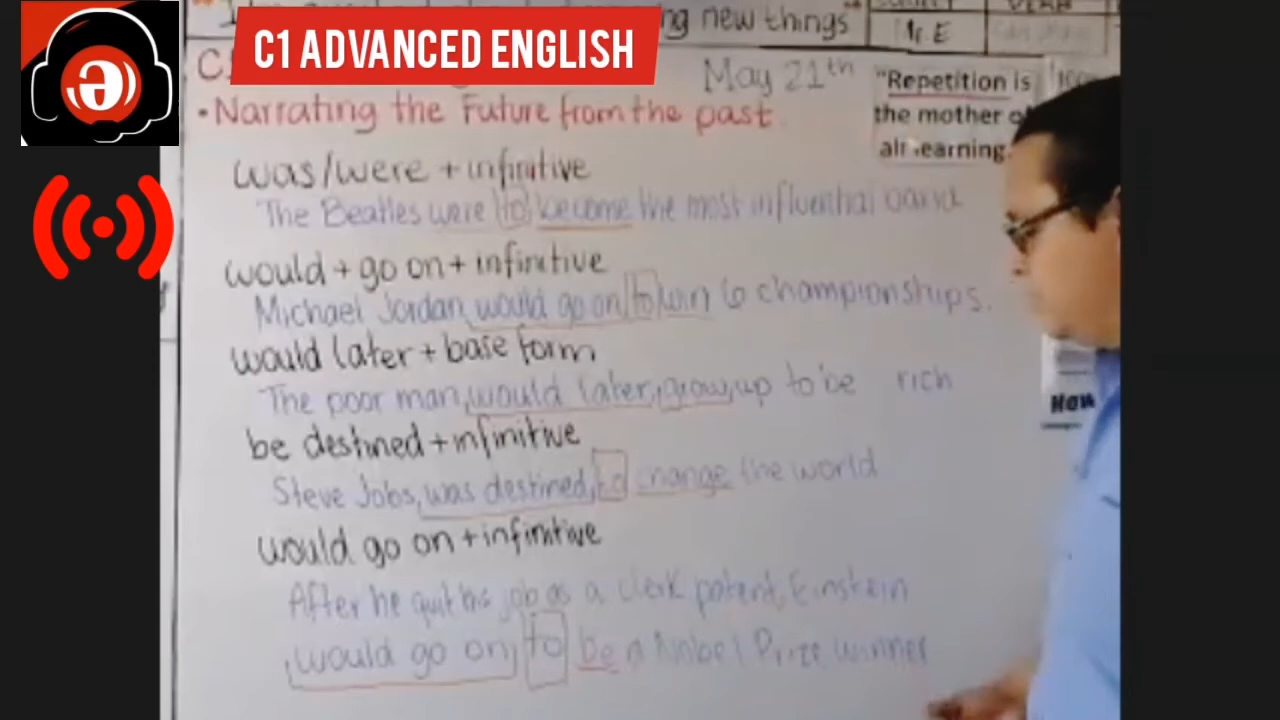 ng new things"
C1 ADVANCED ENGLISH
Mr. E
May 21th
"Repetition is
the mother of
all learning.
• Narrating the Future from the past.
was/were + infinitive
The Beatles were to become the most influential band
would + go on + infinitive
Michael Jordan would go on to win 6 championships.
would later + base form
The poor man would later grow up to be rich
be destined + infinitive
Steve Jobs was destined to change the world
would go on + infinitive
After he quit his job as a clerk patent, Einstein
would go on to be a Nobel Prize winner
How